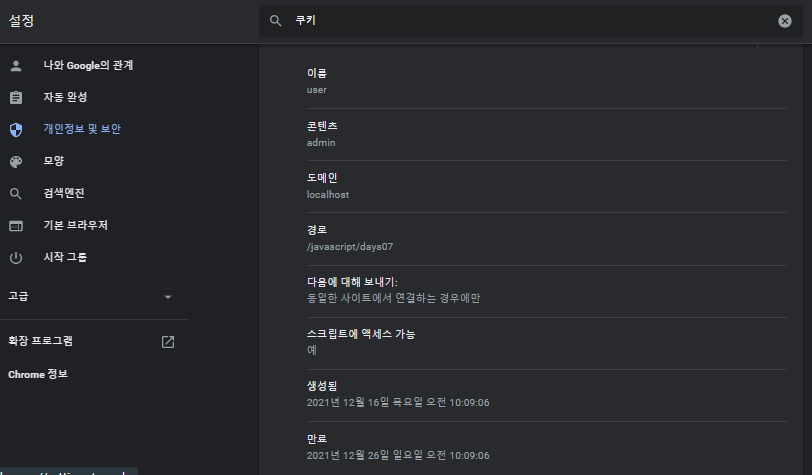 설정
쿠키
나와 Google의 관계
자동 완성
개인정보 및 보안
모양
검색엔진
기본 브라우저
시작 그룹
고급
확장 프로그램
Chrome 정보
이름
user
콘텐츠
admin
도메인
localhost
경로
/javascript/days07
다음에 대해 보내기:
동일한 사이트에서 연결하는 경우에만
스크립트에 액세스 가능
예
생성됨
2021년 12월 16일 목요일 오전 10:09:06
만료
2021년 12월 26일 일요일 오전 10:09:06